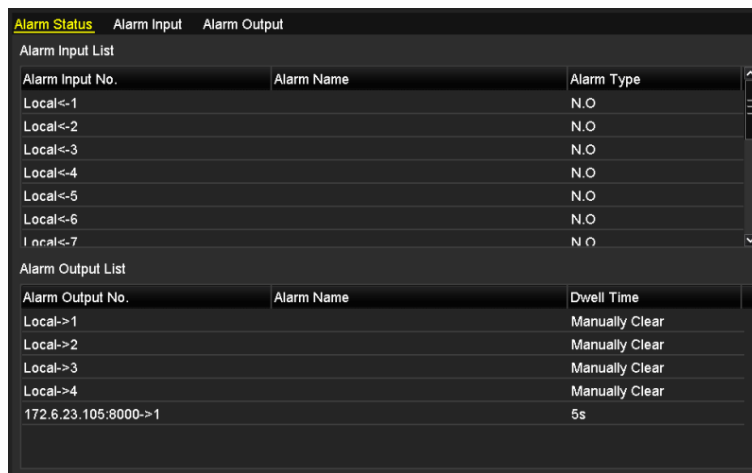 Alarm Status Alarm Input Alarm Output
Alarm Input List
Alarm Input No. Alarm Name Alarm Type
Local<-1 N.O
Local<-2 N.O
Local<-3 N.O
Local<-4 N.O
Local<-5 N.O
Local<-6 N.O
Local<-7 N.O
Alarm Output List
Alarm Output No. Alarm Name Dwell Time
Local->1 Manually Clear
Local->2 Manually Clear
Local->3 Manually Clear
Local->4 Manually Clear
172.6.23.105:8000->1 5s